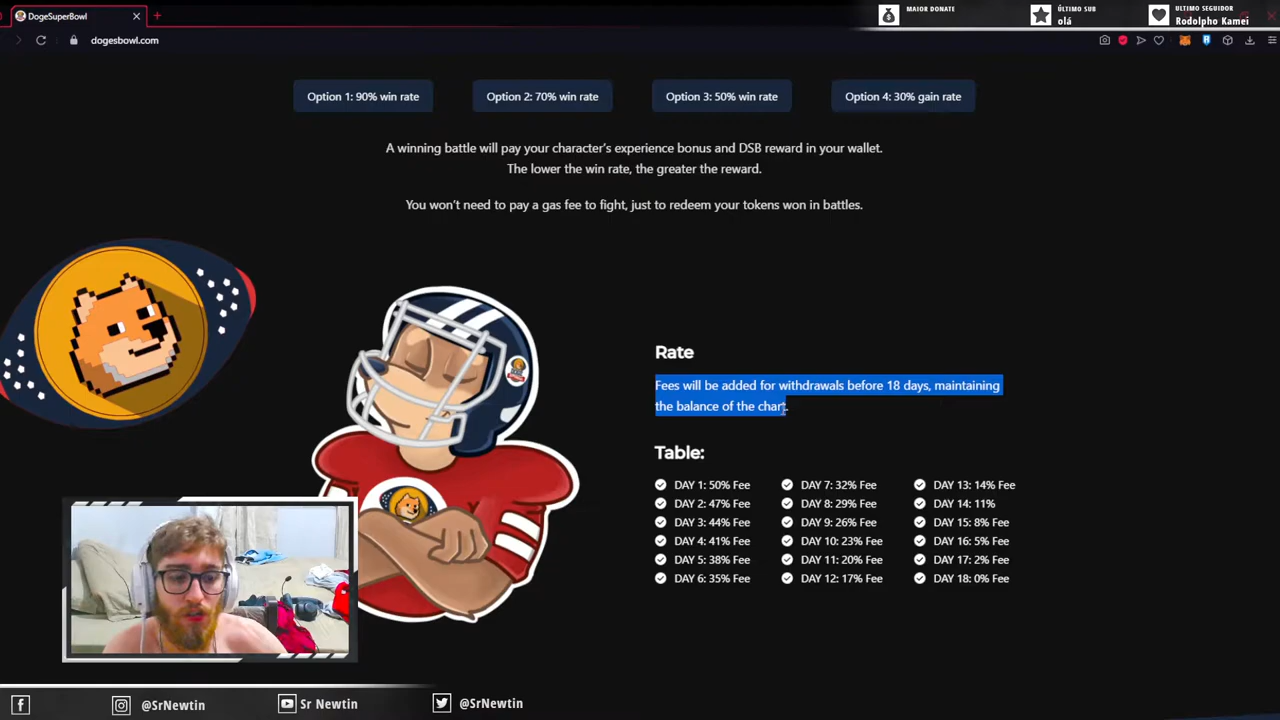 DogeSuperBowl
MAIOR DONATE
ÚLTIMO SUB
olá
ULTIMO SEGUIDOR
Rodolpho Kamei
dogesbowl.com
Option 1: 90% win rate
Option 2: 70% win rate
Option 3: 50% win rate
Option 4: 30% gain rate
A winning battle will pay your character's experience bonus and DSB reward in your wallet.
The lower the win rate, the greater the reward.
You won't need to pay a gas fee to fight, just to redeem your tokens won in battles.
Rate
Fees will be added for withdrawals before 18 days, maintaining
the balance of the chart.
Table:
DAY 1: 50% Fee
DAY 2: 47% Fee
DAY 3: 44% Fee
DAY 4: 41% Fee
DAY 5: 38% Fee
DAY 6: 35% Fee
DAY 7: 32% Fee
DAY 8: 29% Fee
DAY 9: 26% Fee
DAY 10: 23% Fee
DAY 11: 20% Fee
DAY 12: 17% Fee
DAY 13: 14% Fee
DAY 14: 11%
DAY 15: 8% Fee
DAY 16: 5% Fee
DAY 17: 2% Fee
DAY 18: 0% Fee
@SrNewtin
Sr Newtin
@SrNewtin